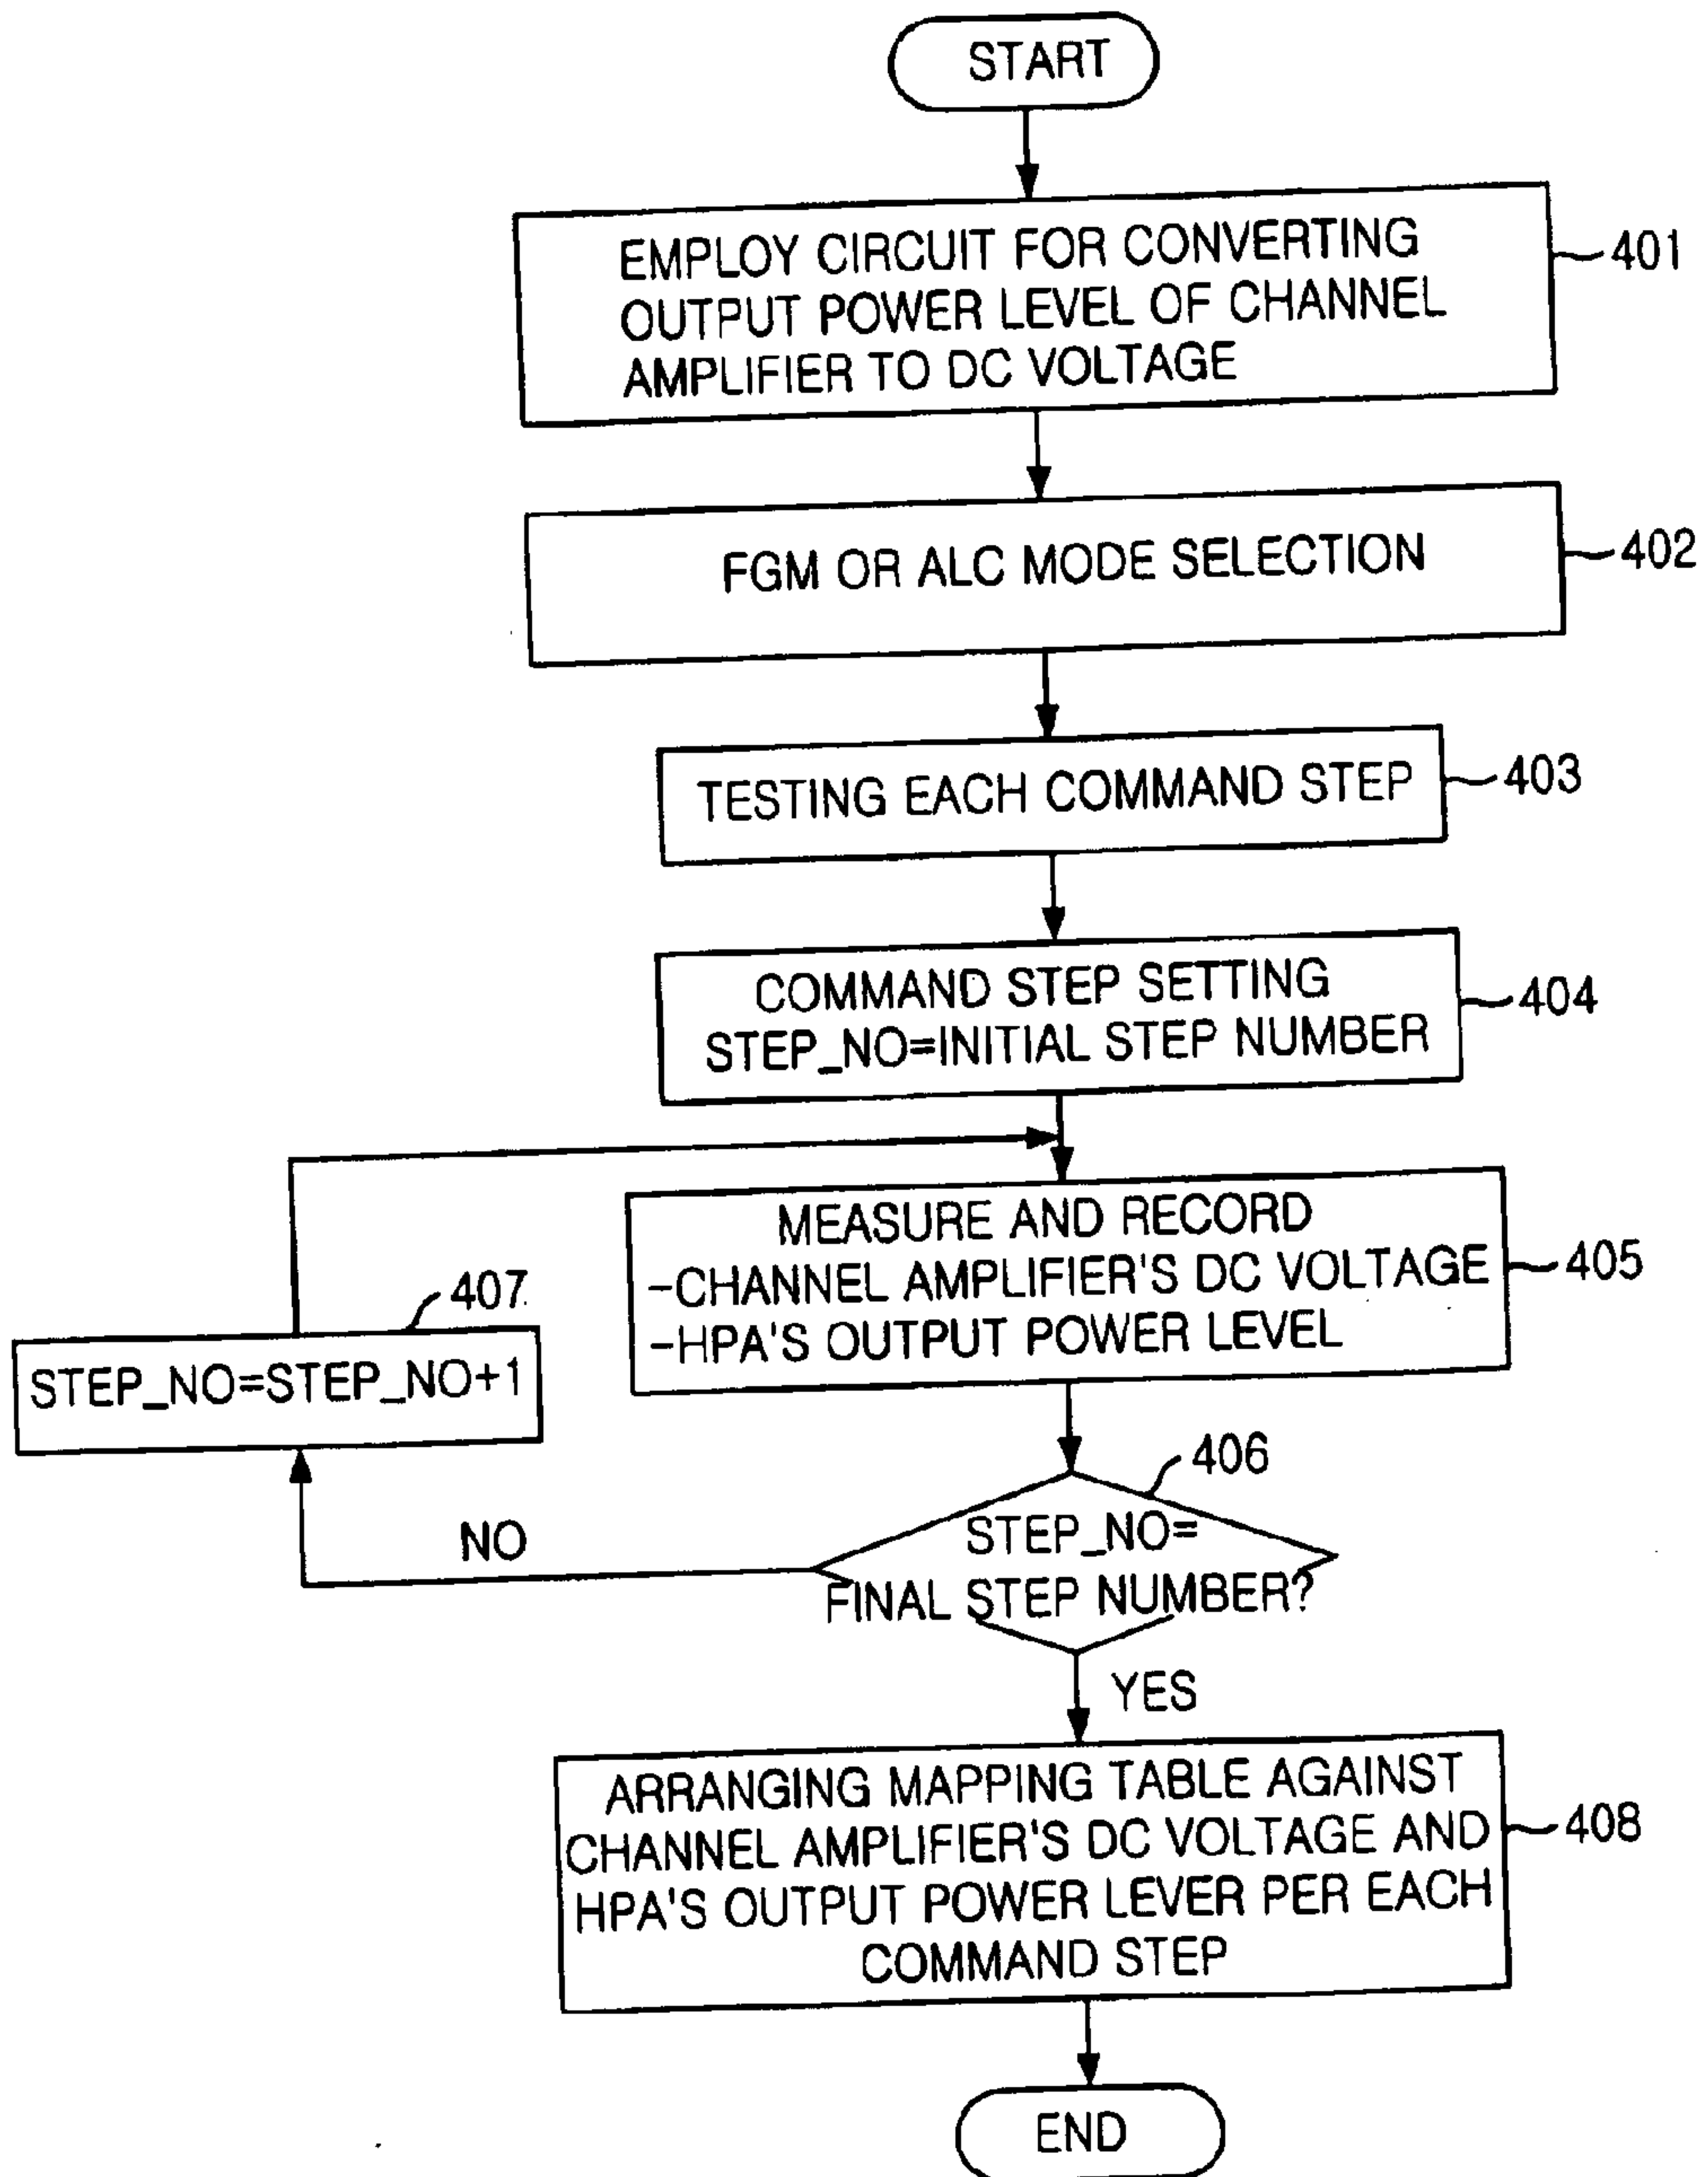 START
EMPLOY CIRCUIT FOR CONVERTING
OUTPUT POWER LEVEL OF CHANNEL
AMPLIFIER TO DC VOLTAGE
401
FGM OR ALC MODE SELECTION
402
TESTING EACH COMMAND STEP
403
COMMAND STEP SETTING
STEP_NO=INITIAL STEP NUMBER
404
MEASURE AND RECORD
-CHANNEL AMPLIFIER'S DC VOLTAGE
-HPA'S OUTPUT POWER LEVEL
405
407
STEP_NO=STEP_NO+1
406
STEP_NO=
FINAL STEP NUMBER?
NO
YES
ARRANGING MAPPING TABLE AGAINST
CHANNEL AMPLIFIER'S DC VOLTAGE AND
HPA'S OUTPUT POWER LEVER PER EACH
COMMAND STEP
408
END